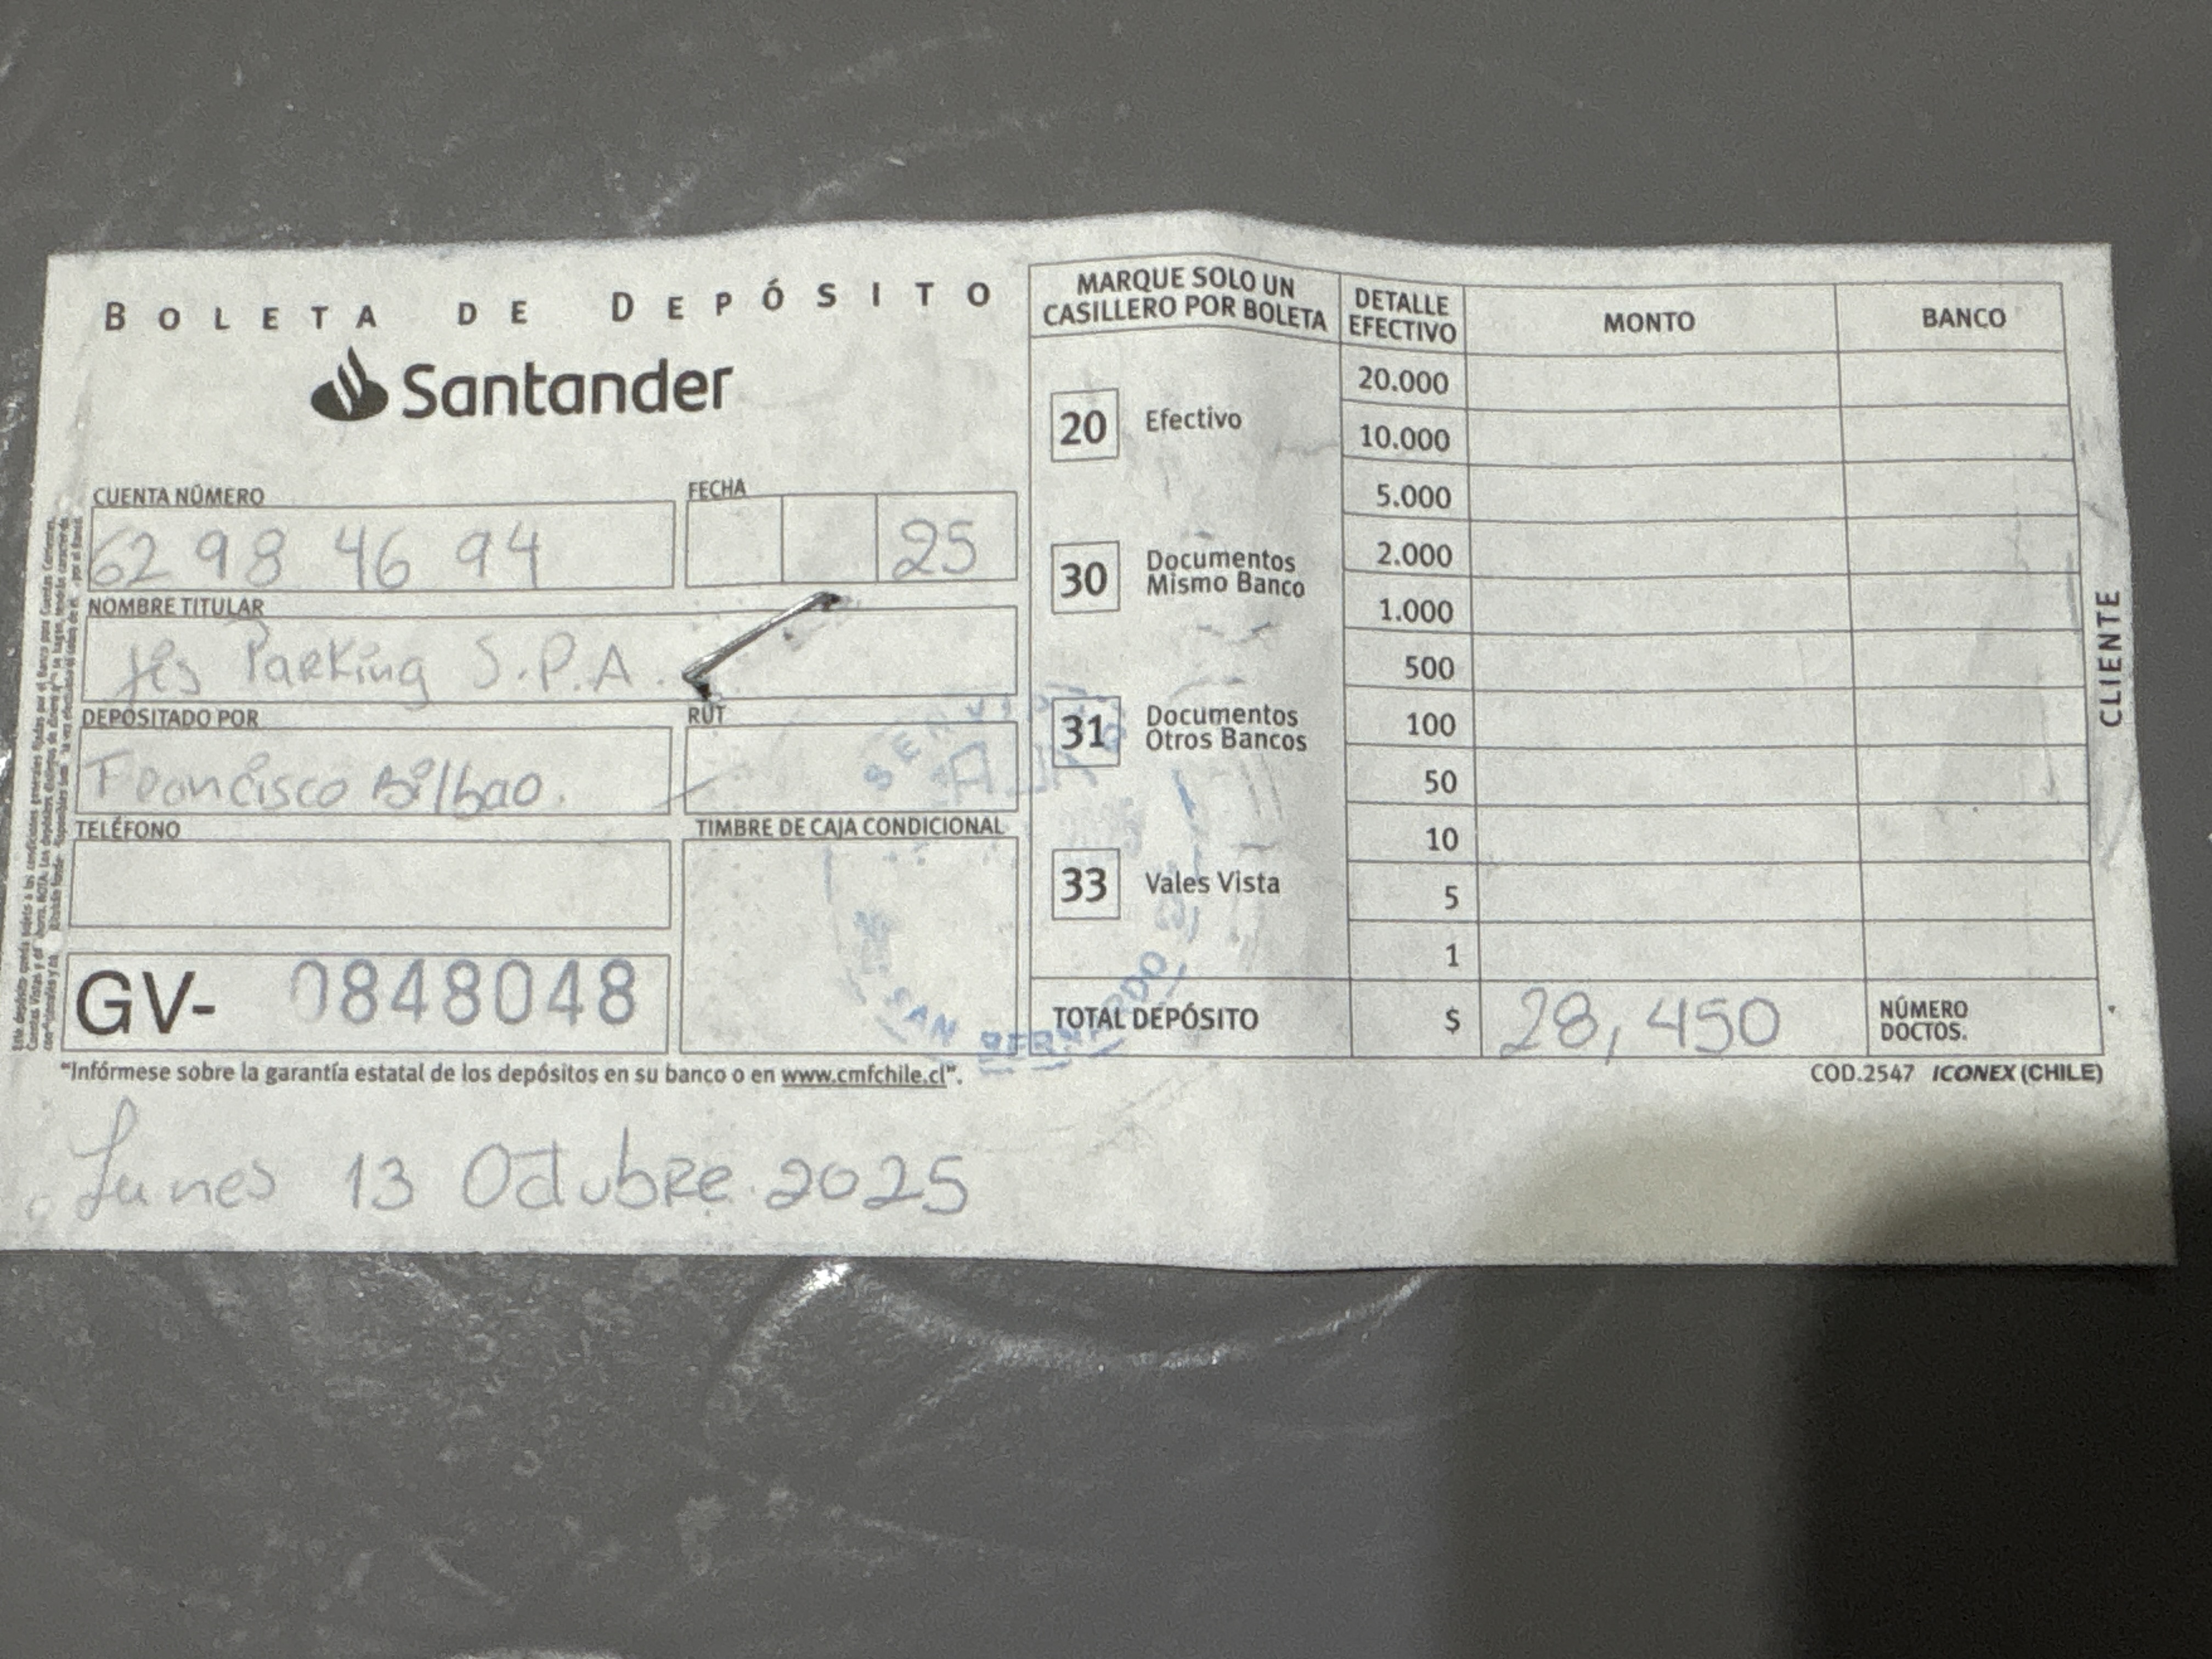 BOLETA DE DEPÓSITO
Santander
CUENTA NÚMERO
62 98 46 94
FECHA
25
NOMBRE TITULAR
Jis Parking S.P.A.
DEPOSITADO POR
Francisco Bilbao.
RUT
TELÉFONO
TIMBRE DE CAJA CONDICIONAL
GV- 0848048
"Infórmese sobre la garantía estatal de los depósitos en su banco o en www.cmfchile.cl".
Lunes 13 Octubre 2025
MARQUE SOLO UN
CASILLERO POR BOLETA
20 Efectivo
30 Documentos
Mismo Banco
31 Documentos
Otros Bancos
33 Vales Vista
DETALLE
EFECTIVO
MONTO
BANCO
20.000
10.000
5.000
2.000
1.000
500
100
50
10
5
1
TOTAL DEPÓSITO $ 28,450
NÚMERO
DOCTOS.
COD.2547 ICONEX (CHILE)
CLIENTE
SAN BERNARDO